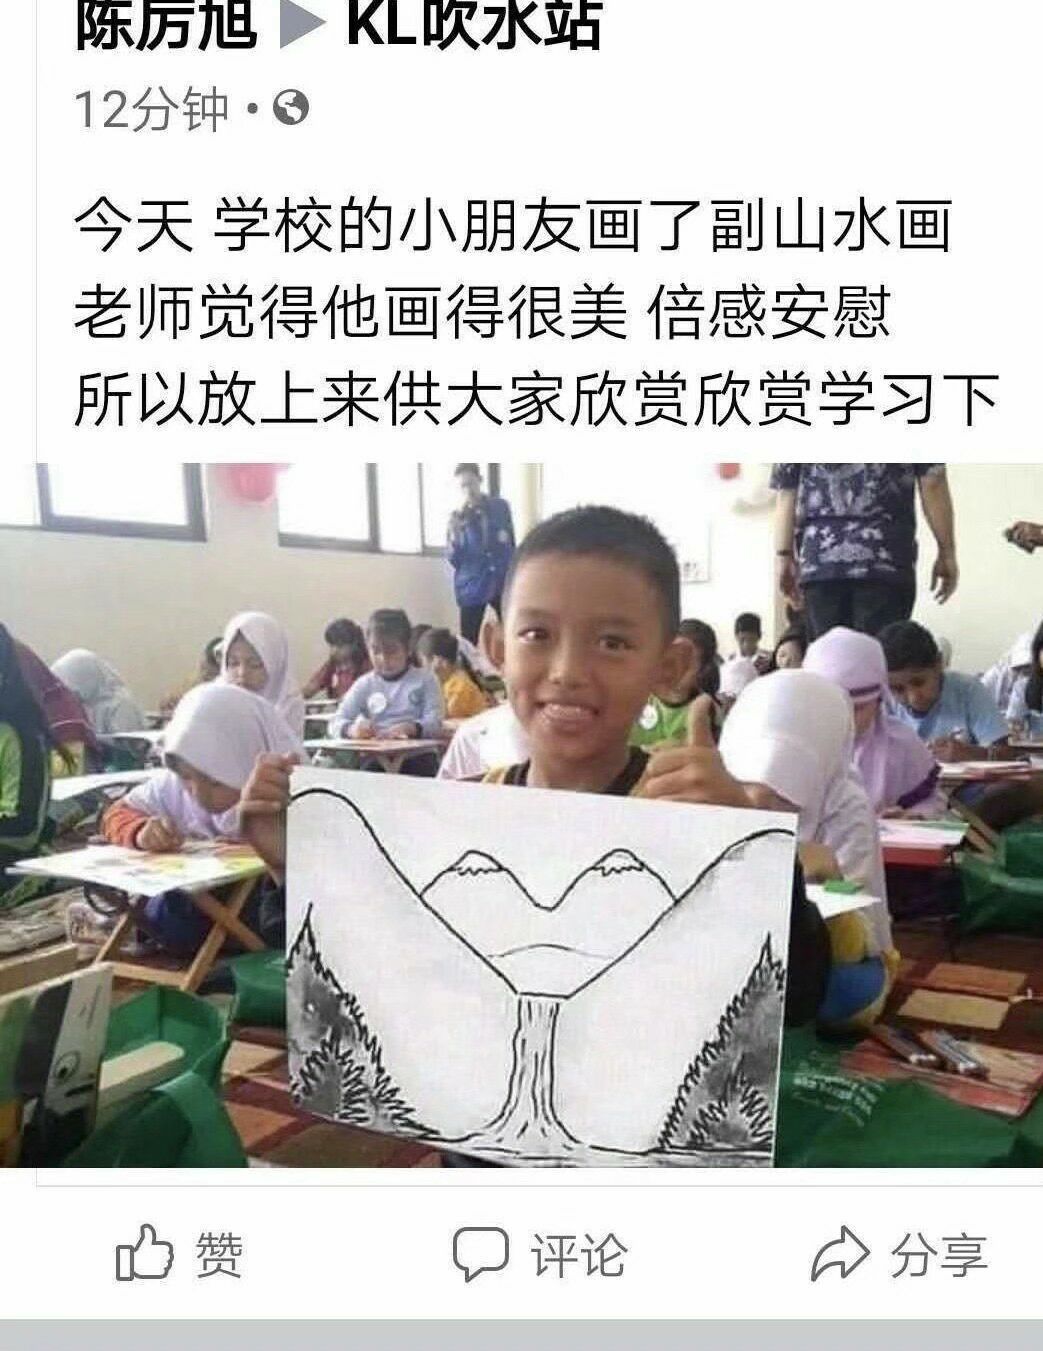 陈厉旭 ▶ KL吹水站
12分钟 ·
今天 学校的小朋友画了副山水画
老师觉得他画得很美 倍感安慰
所以放上来供大家欣赏欣赏学习下
赞 评论 分享